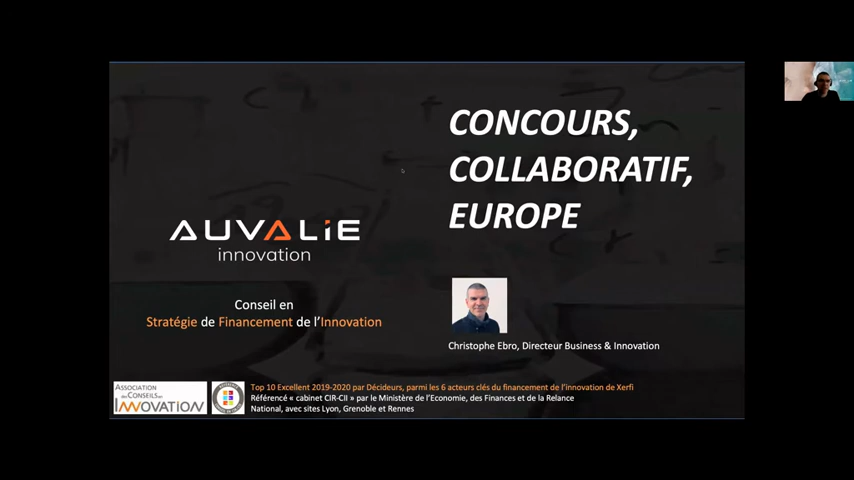 CONCOURS,
COLLABORATIF,
EUROPE
AUVALiE
innovation
Conseil en
Stratégie de Financement de l'Innovation
Christophe Ebro, Directeur Business & Innovation
ASSOCIATION
DES CONSEILS EN
INNOVATION
Top 10 Excellent 2019-2020 par Décideurs, parmi les 6 acteurs clés du financement de l'innovation de Xerfi
Référencé « cabinet CIR-CII » par le Ministère de l'Economie, des Finances et de la Relance
National, avec sites Lyon, Grenoble et Rennes